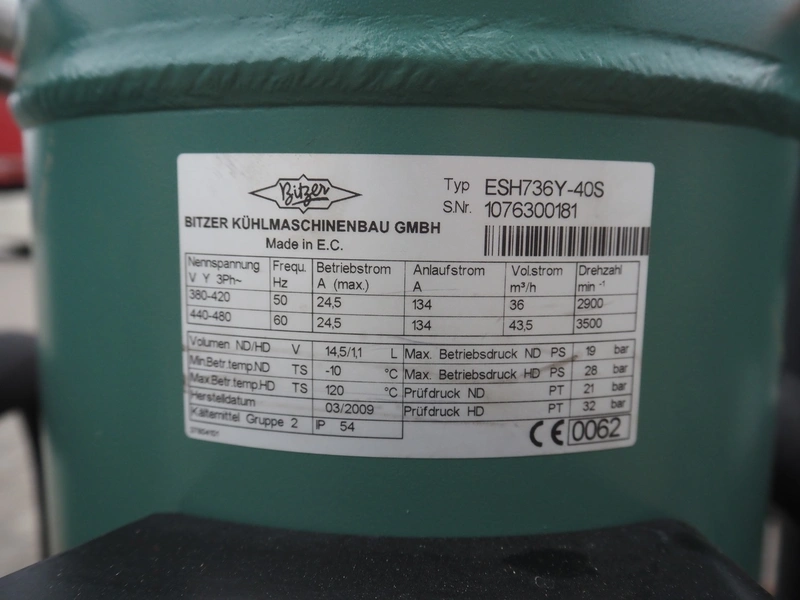 Bitzer
BITZER KÜHLMASCHINENBAU GMBH
Made in E.C.
Typ ESH736Y-40S
S.Nr. 1076300181
Nennspannung V Y 3Ph~ Frequ. Hz Betriebstrom A (max.) Anlaufstrom A Vol.strom m³/h Drehzahl min⁻¹
380-420 50 24,5 134 36 2900
440-480 60 24,5 134 43,5 3500
Volumen ND/HD V 14,5/1,1 L Max. Betriebsdruck ND PS 19 bar
Min.Betr.temp.ND TS -10 °C Max. Betriebsdruck HD PS 28 bar
Max.Betr.temp.HD TS 120 °C Prüfdruck ND PT 21 bar
Herstelldatum 03/2009 Prüfdruck HD PT 32 bar
Kältemittel Gruppe 2 IP 54
CE 0062